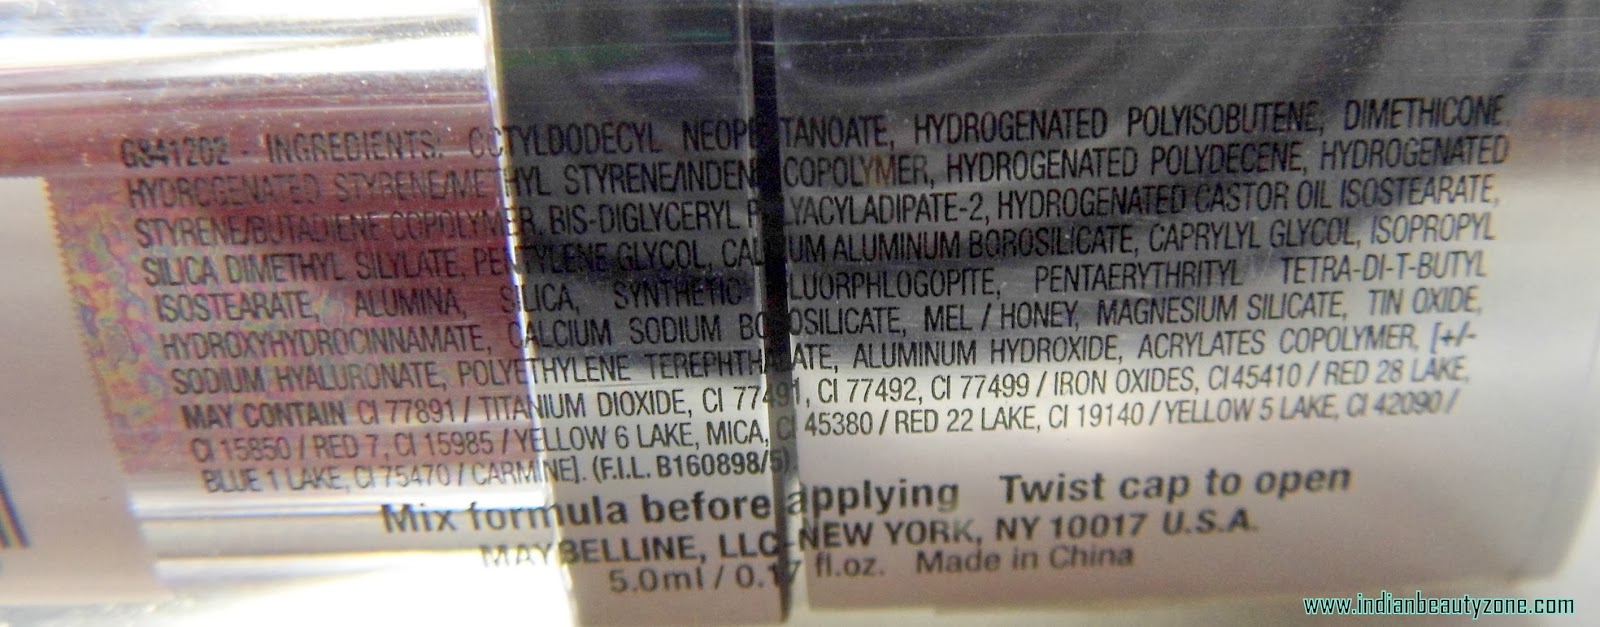 G841202 - INGREDIENTS: OCTYLDODECYL NEOPENTANOATE, HYDROGENATED POLYISOBUTENE, DIMETHICONE
HYDROGENATED STYRENE/METHYL STYRENE/INDENE COPOLYMER, HYDROGENATED POLYDECENE, HYDROGENATED
STYRENE/BUTADIENE COPOLYMER, BIS-DIGLYCERYL POLYACYLADIPATE-2, HYDROGENATED CASTOR OIL ISOSTEARATE,
SILICA DIMETHYL SILYLATE, PENTYLENE GLYCOL, CALCIUM ALUMINUM BOROSILICATE, CAPRYLYL GLYCOL, ISOPROPYL
ISOSTEARATE, ALUMINA, SILICA, SYNTHETIC FLUORPHLOGOPITE, PENTAERYTHRITYL TETRA-DI-T-BUTYL
HYDROXYHYDROCINNAMATE, CALCIUM SODIUM BOROSILICATE, MEL / HONEY, MAGNESIUM SILICATE, TIN OXIDE,
SODIUM HYALURONATE, POLYETHYLENE TEREPHTHALATE, ALUMINUM HYDROXIDE, ACRYLATES COPOLYMER, [+/-
MAY CONTAIN CI 77891 / TITANIUM DIOXIDE, CI 77491, CI 77492, CI 77499 / IRON OXIDES, CI 45410 / RED 28 LAKE,
CI 15850 / RED 7, CI 15985 / YELLOW 6 LAKE, MICA, CI 45380 / RED 22 LAKE, CI 19140 / YELLOW 5 LAKE, CI 42090 /
BLUE 1 LAKE, CI 75470 / CARMINE]. (F.I.L. B160898/5).
Mix formula before applying Twist cap to open
MAYBELLINE, LLC-NEW YORK, NY 10017 U.S.A.
5.0ml / 0.17 fl.oz. Made in China
www.indianbeautyzone.com